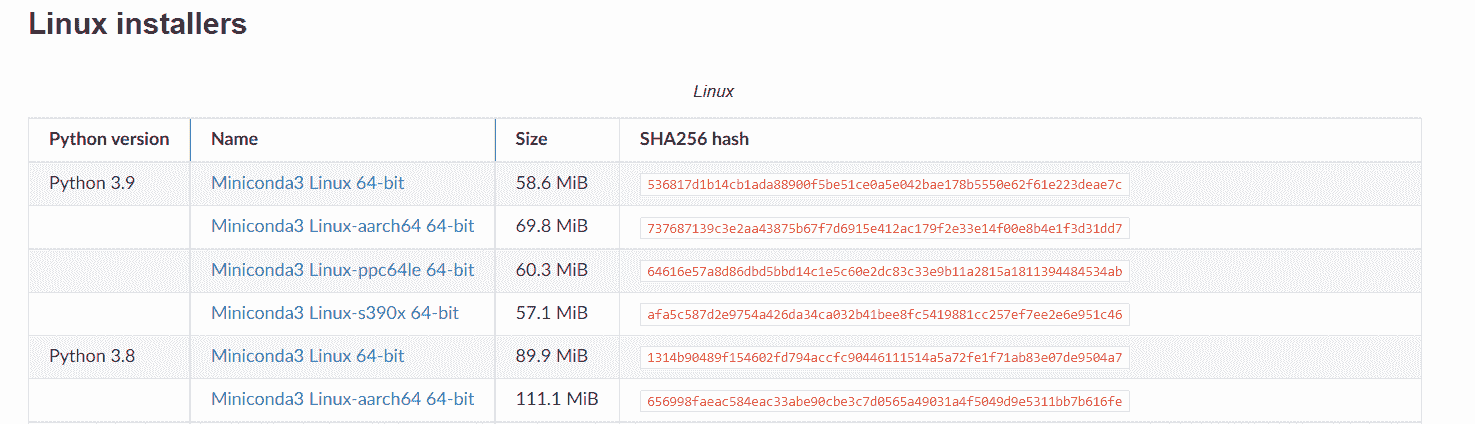 Linux installers
Linux
Python version Name Size SHA256 hash
Python 3.9 Miniconda3 Linux 64-bit 58.6 MiB 536817d1b14cb1ada88900f5be51ce0a5e042bae178b5550e62f61e223deae7c
Miniconda3 Linux-aarch64 64-bit 69.8 MiB 737687139c3e2aa43875b67f7d6915e412ac179f2e33e14f00e8b4e1f3d31dd7
Miniconda3 Linux-ppc64le 64-bit 60.3 MiB 64616e57a8d86dbd5bbd14c1e5c60e2dc83c33e9b11a2815a1811394484534ab
Miniconda3 Linux-s390x 64-bit 57.1 MiB afa5c587d2e9754a426da34ca032b41bee8fc5419881cc257ef7ee2e6e951c46
Python 3.8 Miniconda3 Linux 64-bit 89.9 MiB 1314b90489f154602fd794accfc90446111514a5a72fe1f71ab83e07de9504a7
Miniconda3 Linux-aarch64 64-bit 111.1 MiB 656998faeac584eac33abe90cbe3c7d0565a49031a4f5049d9e5311bb7b616fe